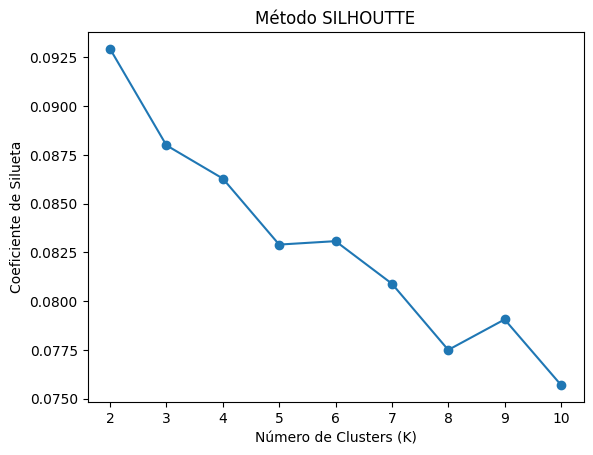 Método SILHOUTTE
Coeficiente de Silueta
0.0925
0.0900
0.0875
0.0850
0.0825
0.0800
0.0775
0.0750
2 3 4 5 6 7 8 9 10
Número de Clusters (K)